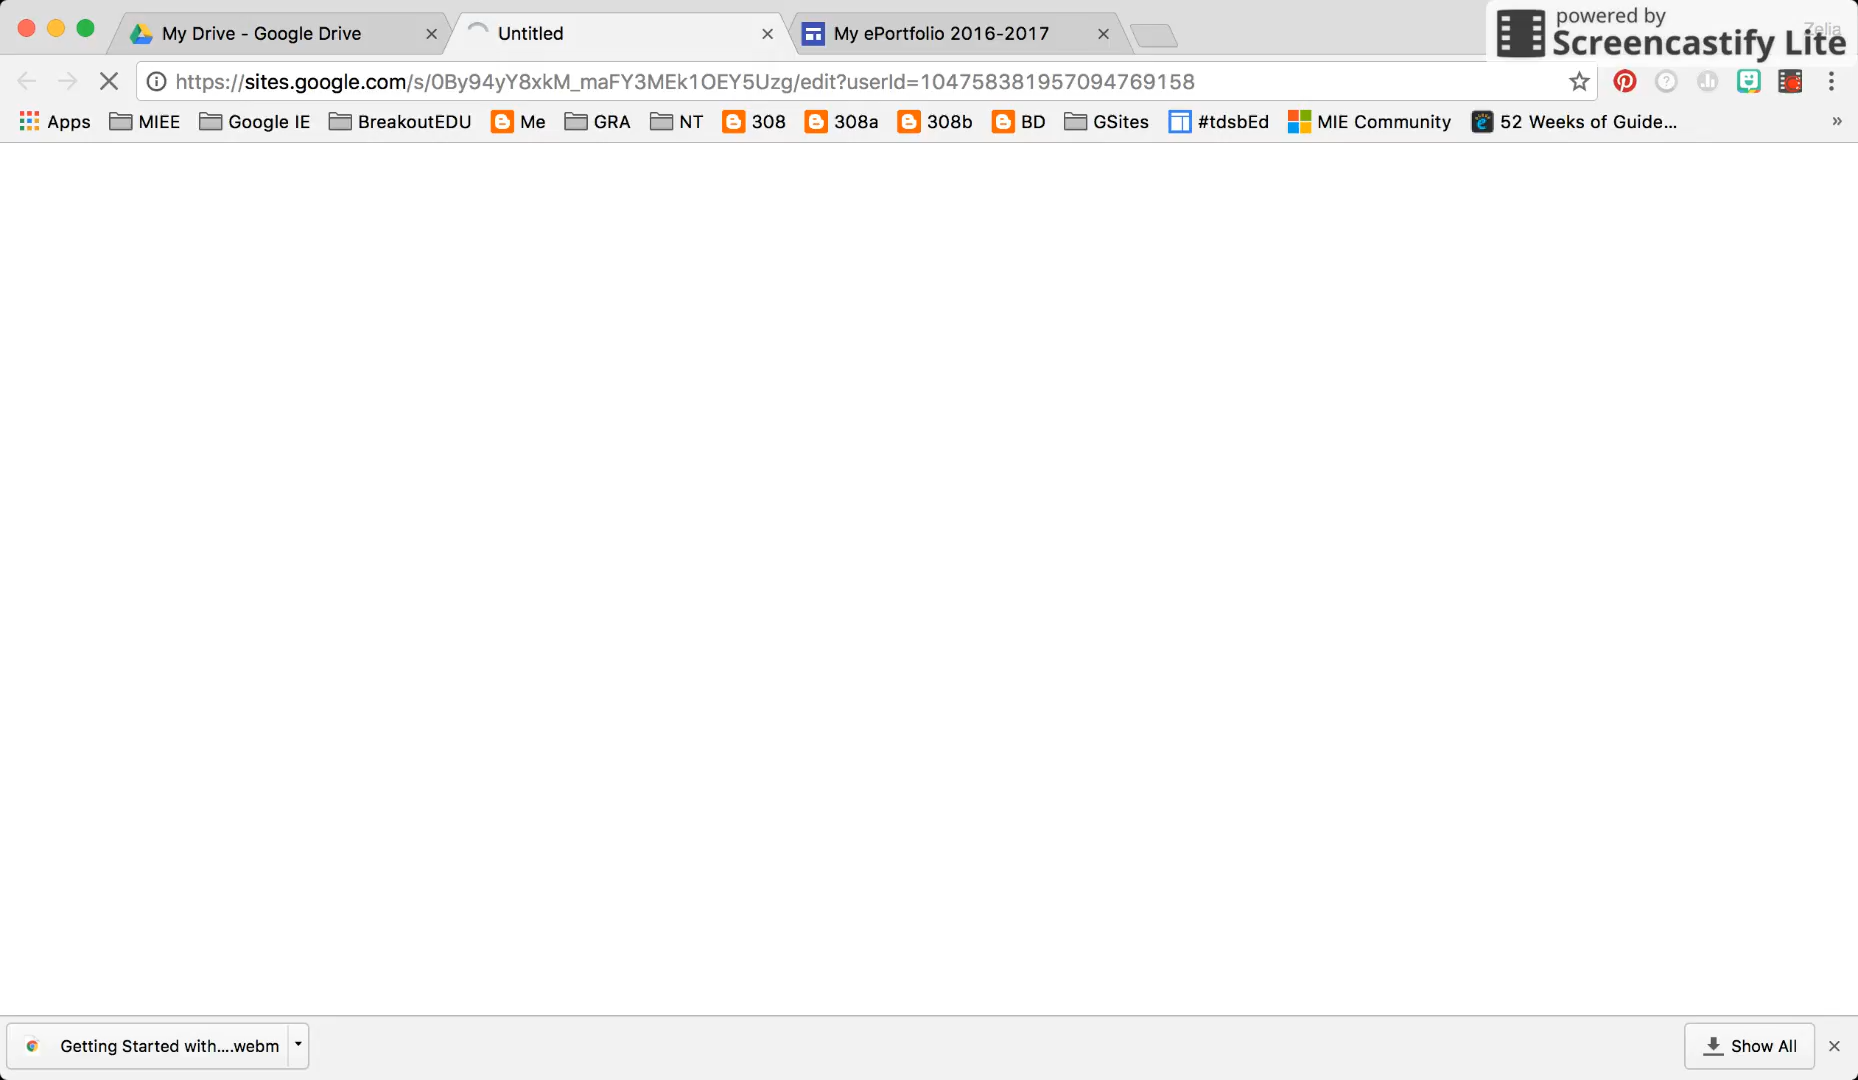 My Drive - Google Drive
Untitled
My ePortfolio 2016-2017
powered by
Screencastify Lite
Zelia
https://sites.google.com/s/0By94yY8xkM_maFY3MEk1OEY5Uzg/edit?userId=104758381957094769158
Apps MIEE Google IE BreakoutEDU Me GRA NT 308 308a 308b BD GSites #tdsbEd MIE Community 52 Weeks of Guide...
Getting Started with....webm
Show All